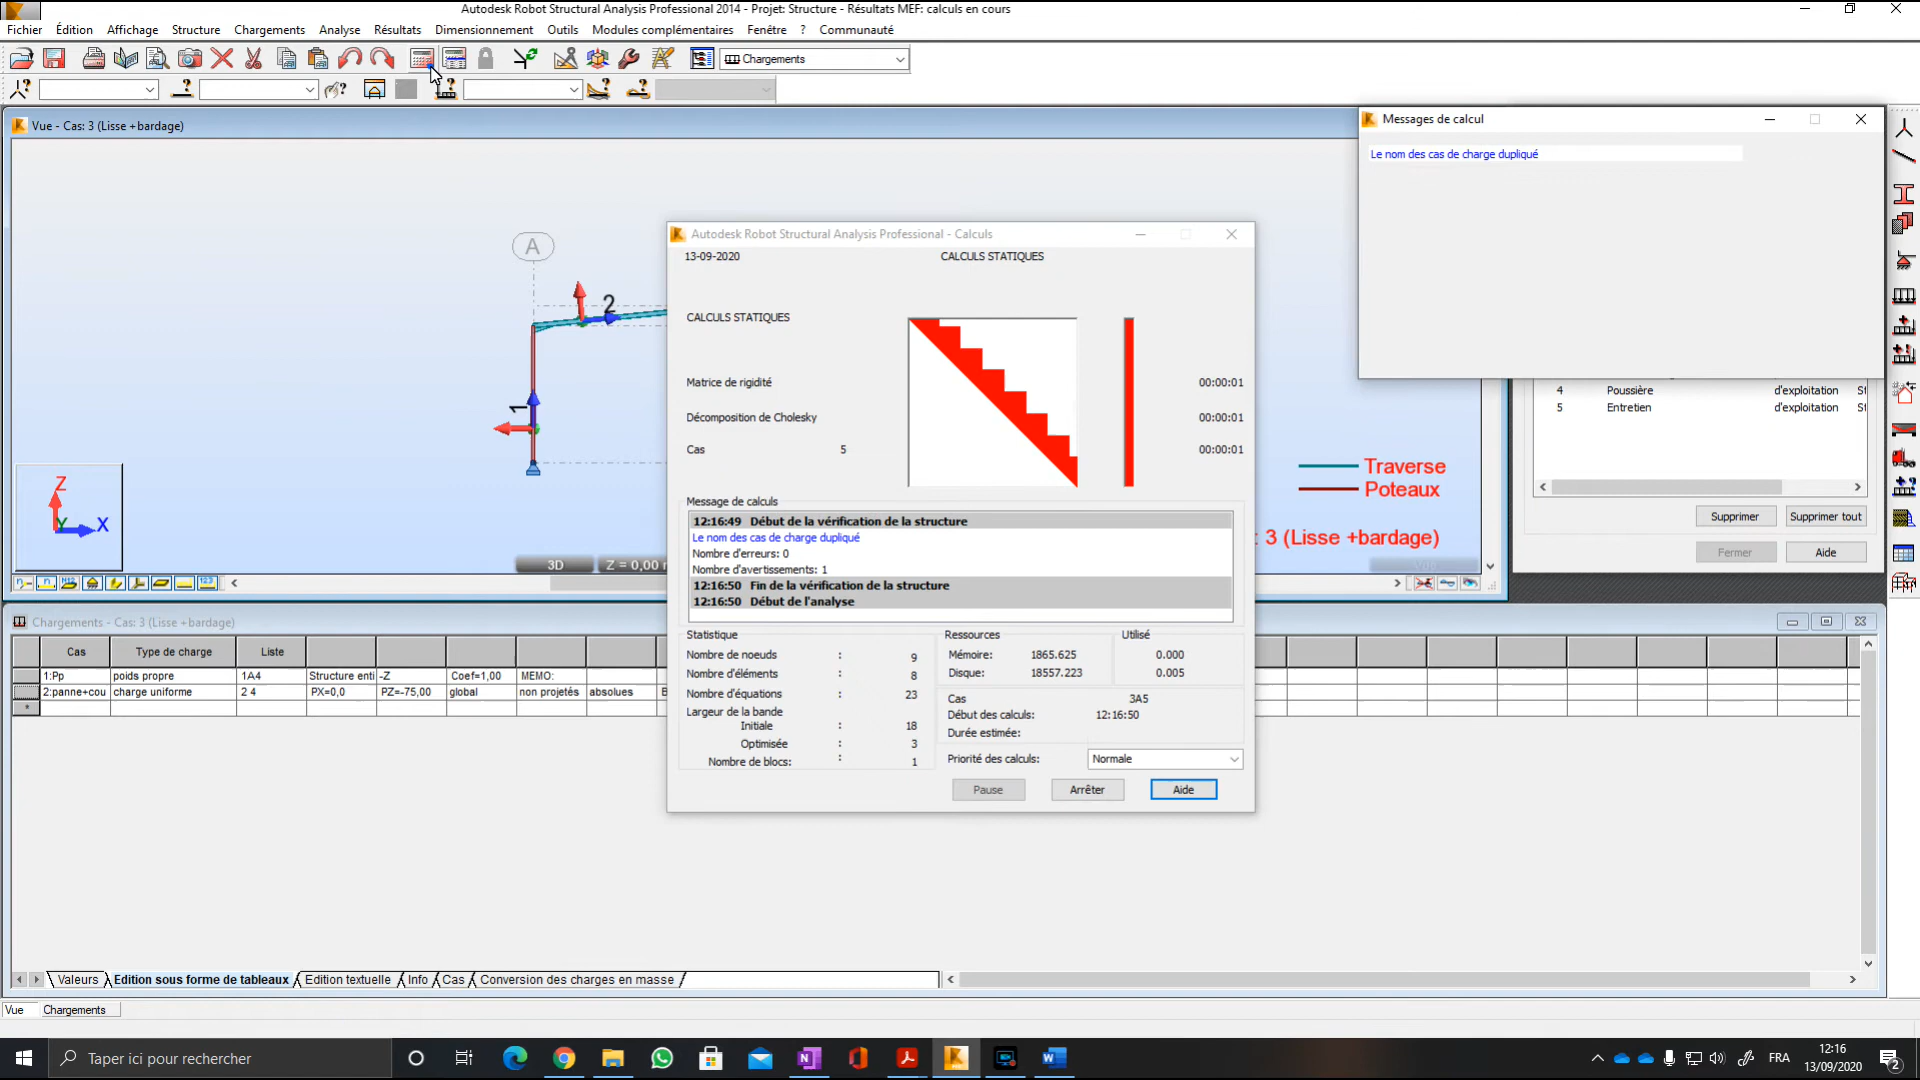 Autodesk Robot Structural Analysis Professional 2014 - Projet: Structure - Résultats MEF: calculs en cours
Fichier Édition Affichage Structure Chargements Analyse Résultats Dimensionnement Outils Modules complémentaires Fenêtre ? Communauté
Chargements
Vue - Cas: 3 (Lisse +bardage)
Messages de calcul
Le nom des cas de charge dupliqué
Autodesk Robot Structural Analysis Professional - Calculs
13-09-2020 CALCULS STATIQUES
CALCULS STATIQUES
Matrice de rigidité 00:00:01
Décomposition de Cholesky 00:00:01
Cas 5 00:00:01
Message de calculs
12:16:49 Début de la vérification de la structure
Le nom des cas de charge dupliqué
Nombre d'erreurs: 0
Nombre d'avertissements: 1
12:16:50 Fin de la vérification de la structure
12:16:50 Début de l'analyse
Statistique
Nombre de noeuds : 9
Nombre d'éléments : 8
Nombre d'équations : 23
Largeur de la bande
Initiale : 18
Optimisée : 3
Nombre de blocs: : 1
Ressources Utilisé
Mémoire: 1865.625 0.000
Disque: 18557.223 0.005
Cas 3A5
Début des calculs: 12:16:50
Durée estimée:
Priorité des calculs: Normale
Pause Arrêter Aide
A
2
1
Z
Y X
3D Z = 0,00
Traverse
Poteaux
3 (Lisse +bardage)
4 Poussière d'exploitation
5 Entretien d'exploitation
Supprimer Supprimer tout
Fermer Aide
Chargements - Cas: 3 (Lisse +bardage)
Cas Type de charge Liste
1:Pp poids propre 1A4 Structure enti -Z Coef=1,00 MEMO:
2:panne+cou charge uniforme 2 4 PX=0,0 PZ=-75,00 global non projetés absolues
*
Valeurs Edition sous forme de tableaux Edition textuelle Info Cas Conversion des charges en masse
Vue Chargements
Taper ici pour rechercher
FRA
12:16
13/09/2020
2